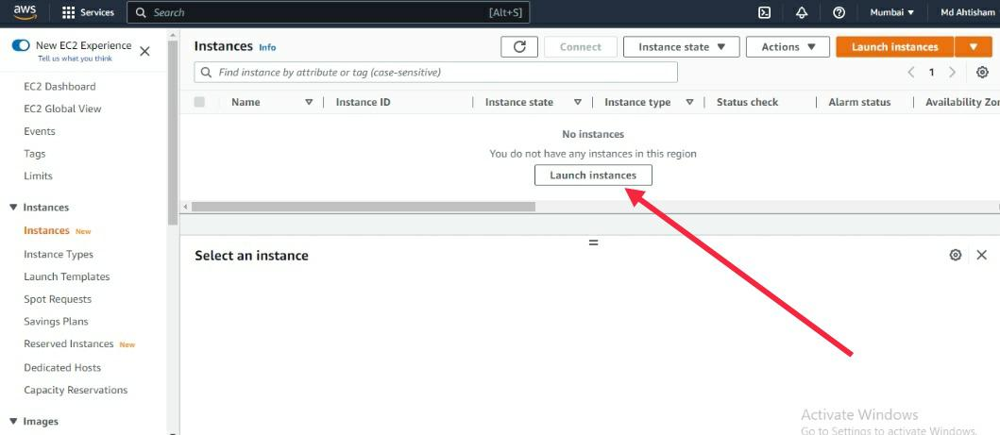 aws
Services
Search
[Alt+S]
Mumbai
Md Ahtisham
New EC2 Experience
Tell us what you think
EC2 Dashboard
EC2 Global View
Events
Tags
Limits
Instances
Instances New
Instance Types
Launch Templates
Spot Requests
Savings Plans
Reserved Instances New
Dedicated Hosts
Capacity Reservations
Images
Instances Info
Connect
Instance state
Actions
Launch instances
Find instance by attribute or tag (case-sensitive)
1
Name
Instance ID
Instance state
Instance type
Status check
Alarm status
Availability Zon
No instances
You do not have any instances in this region
Launch instances
Select an instance
Activate Windows
Go to Settings to activate Windows.